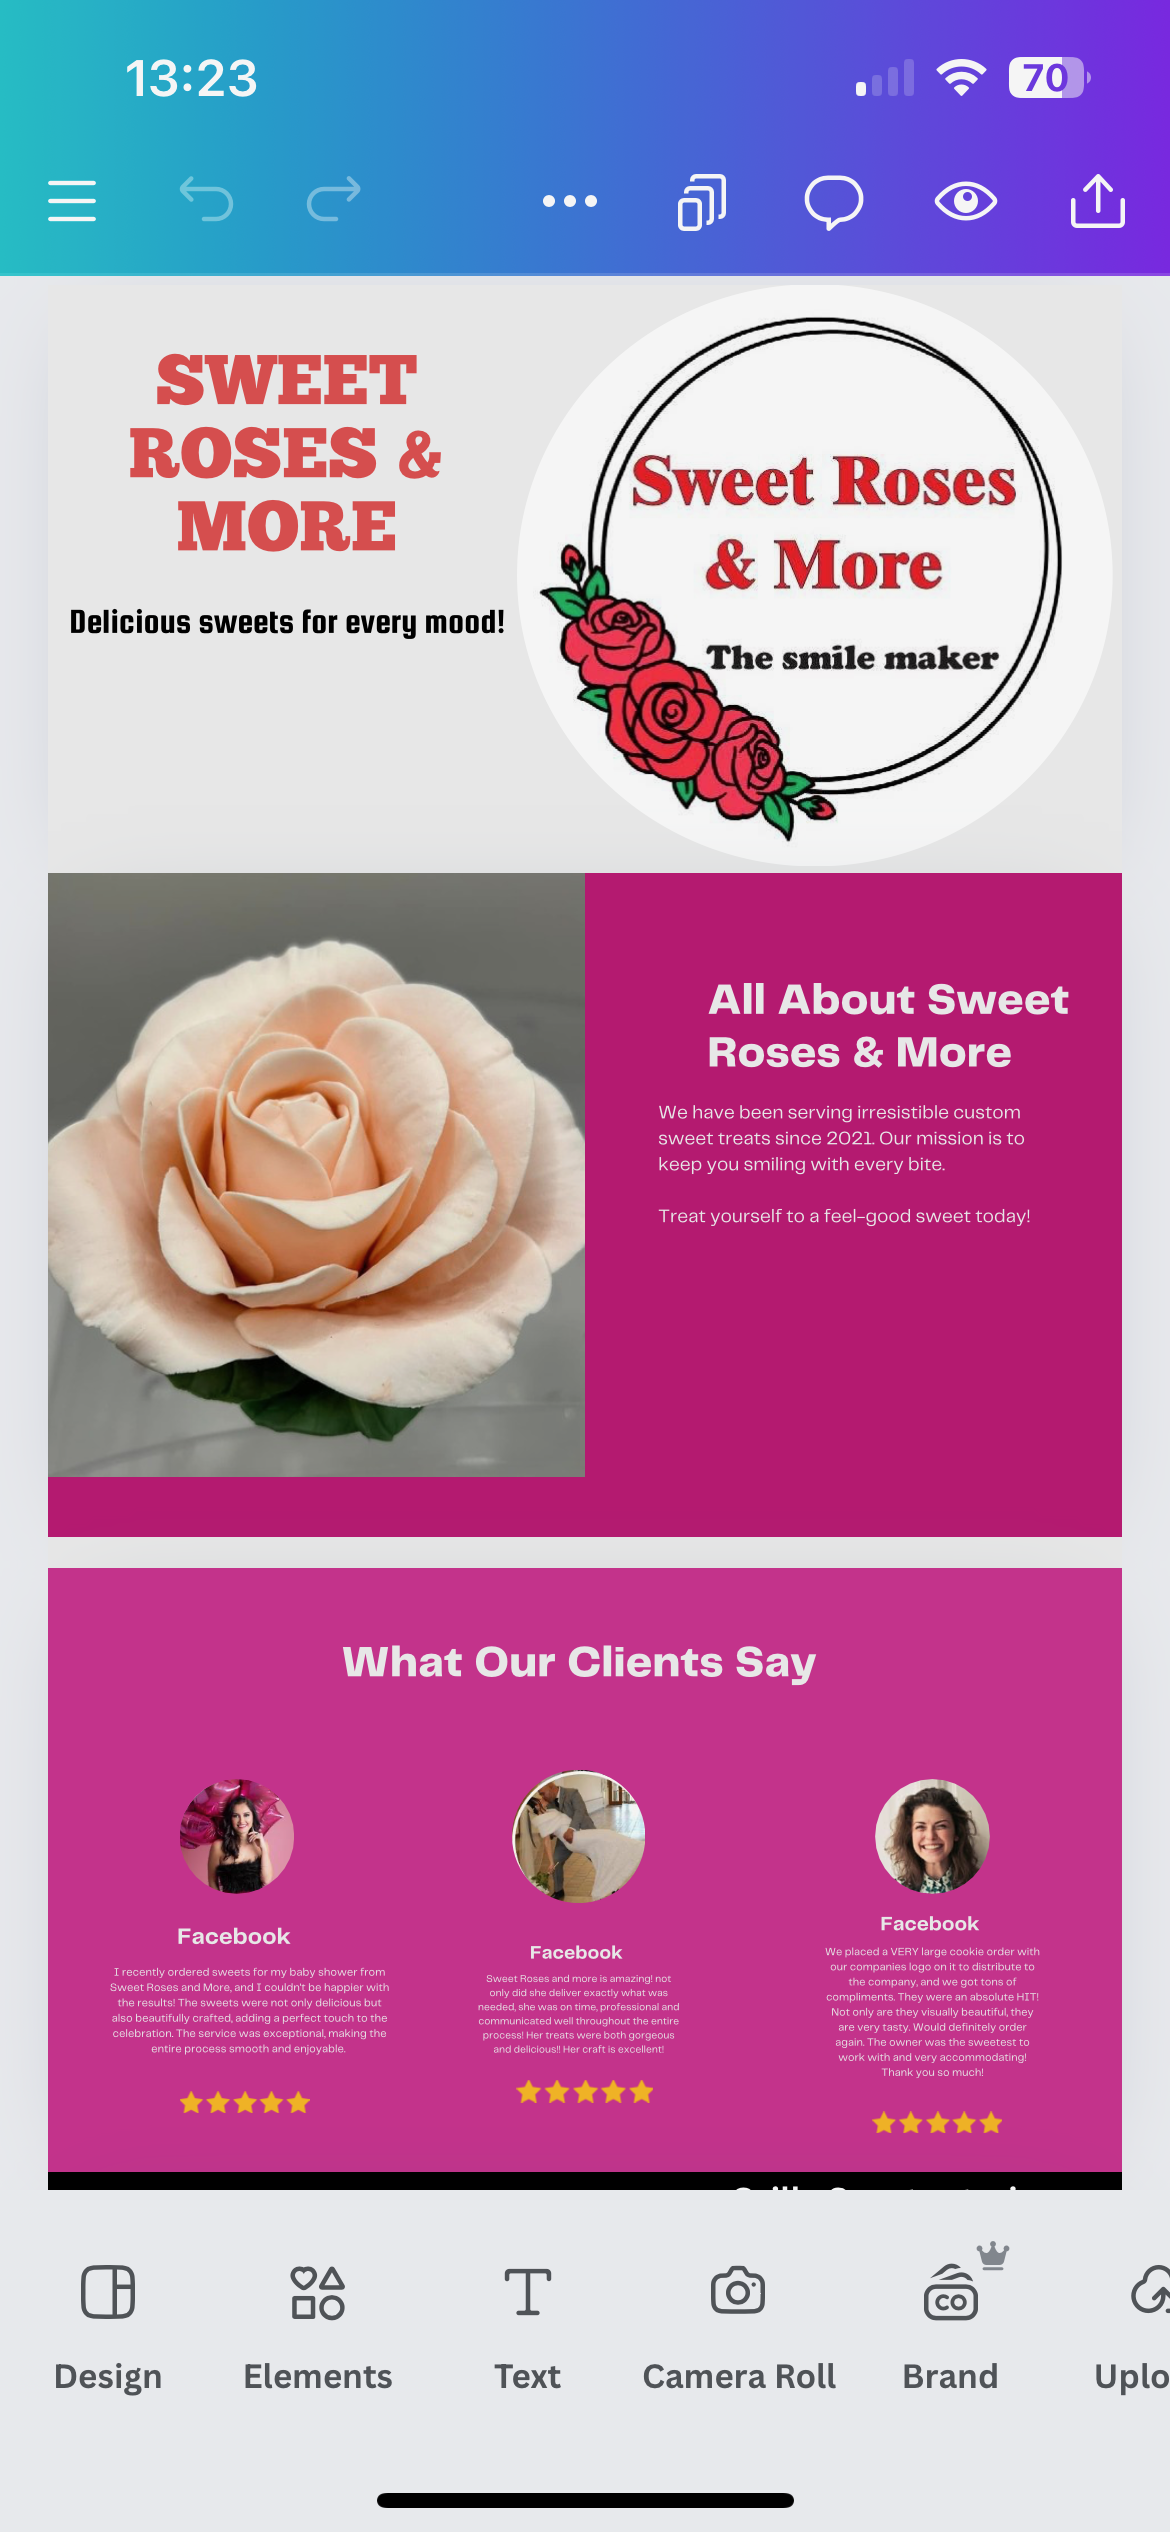 13:23
70
SWEET
ROSES &
MORE
Delicious sweets for every mood!
Sweet Roses
& More
The smile maker
All About Sweet
Roses & More
We have been serving irresistible custom
sweet treats since 2021. Our mission is to
keep you smiling with every bite.
Treat yourself to a feel-good sweet today!
What Our Clients Say
Facebook
I recently ordered sweets for my baby shower from
Sweet Roses and More, and I couldn't be happier with
the results! The sweets were not only delicious but
also beautifully crafted, adding a perfect touch to the
celebration. The service was exceptional, making the
entire process smooth and enjoyable.
Facebook
Sweet Roses and more is amazing! not
only did she deliver exactly what was
needed, she was on time, professional and
communicated well throughout the entire
process! Her treats were both gorgeous
and delicious!! Her craft is excellent!
Facebook
We placed a VERY large cookie order with
our companies logo on it to distribute to
the company, and we got tons of
compliments. They were an absolute HIT!
Not only are they visually beautiful, they
are very tasty. Would definitely order
again. The owner was the sweetest to
work with and very accommodating!
Thank you so much!
Design
Elements
Text
Camera Roll
CO
Brand
Uplo